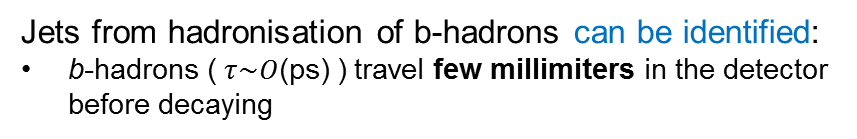 Jets from hadronisation of b-hadrons can be identified:
• b-hadrons ( τ~O(ps) ) travel few millimiters in the detector
before decaying